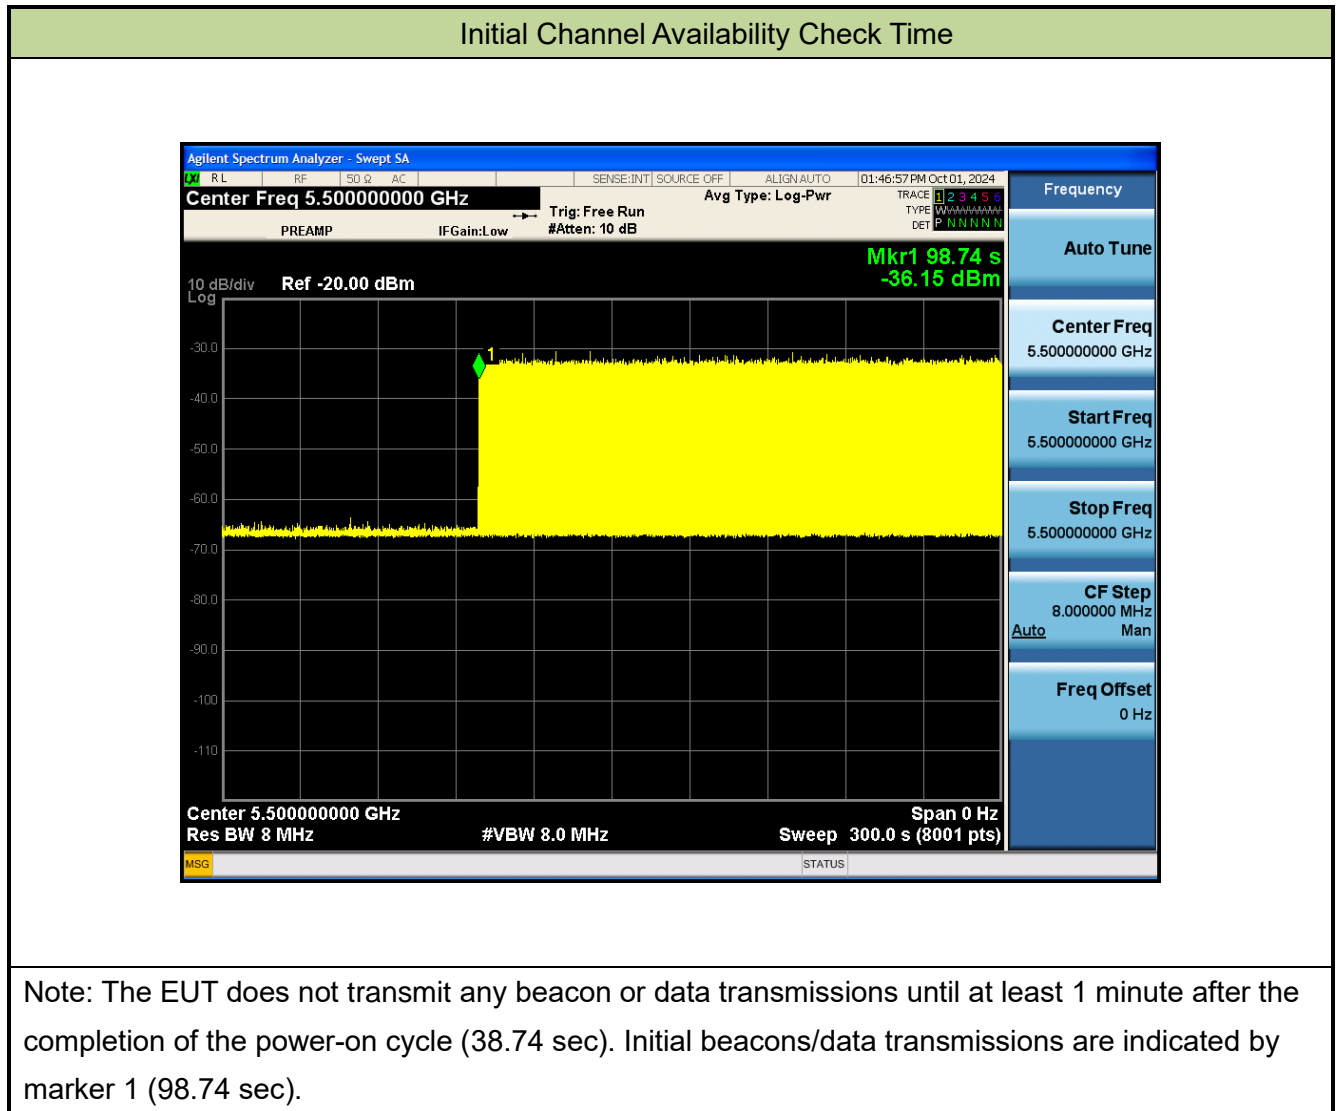 Initial Channel Availability Check Time
Agilent Spectrum Analyzer - Swept SA
LXI RL RF 50 Ω AC SENSE:INT SOURCE OFF ALIGN AUTO 01:46:57 PM Oct 01, 2024
Center Freq 5.500000000 GHz
Avg Type: Log-Pwr
TRACE 1 2 3 4 5 6
Trig: Free Run
TYPE
PREAMP IFGain:Low #Atten: 10 dB
DET P N N N N N
Mkr1 98.74 s
-36.15 dBm
10 dB/div Ref -20.00 dBm
Log
-30.0
1
-40.0
-50.0
-60.0
-70.0
-80.0
-90.0
-100
-110
Center 5.500000000 GHz Span 0 Hz
Res BW 8 MHz #VBW 8.0 MHz Sweep 300.0 s (8001 pts)
MSG STATUS
Frequency
Auto Tune
Center Freq
5.500000000 GHz
Start Freq
5.500000000 GHz
Stop Freq
5.500000000 GHz
CF Step
8.000000 MHz
Auto Man
Freq Offset
0 Hz
Note: The EUT does not transmit any beacon or data transmissions until at least 1 minute after the
completion of the power-on cycle (38.74 sec). Initial beacons/data transmissions are indicated by
marker 1 (98.74 sec).